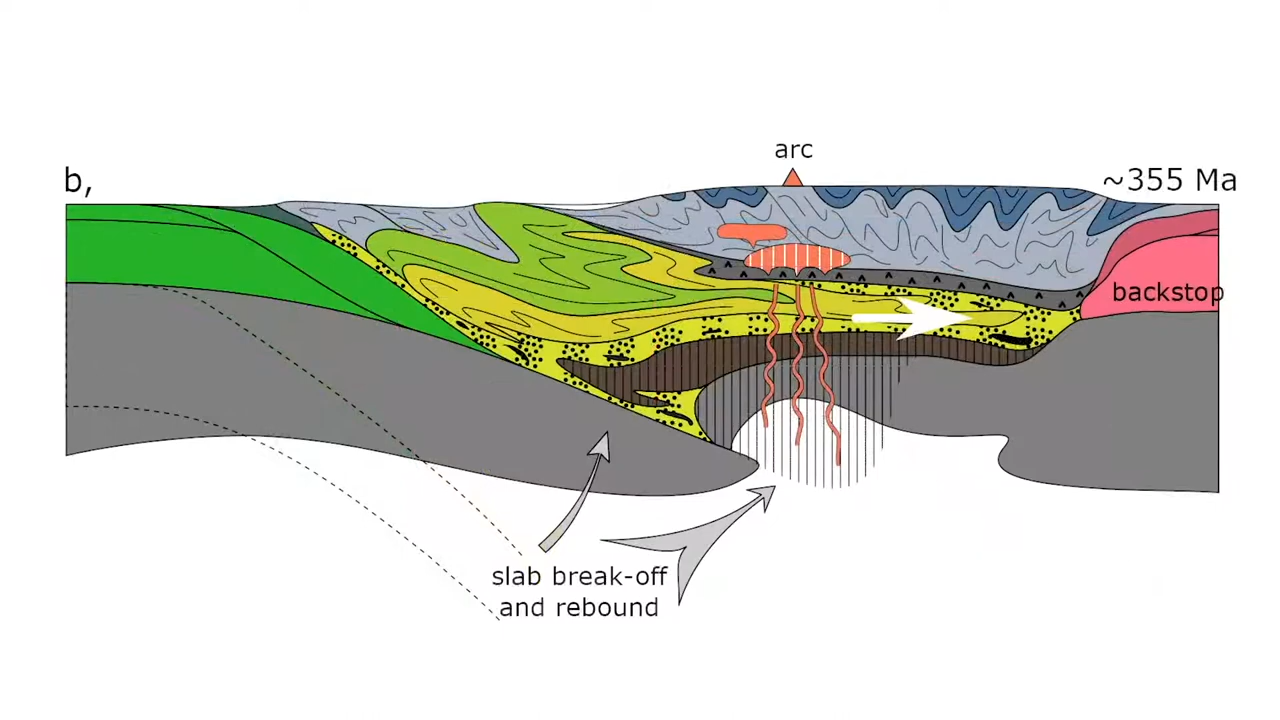 arc
b,
~355 Ma
backstop
slab break-off
and rebound